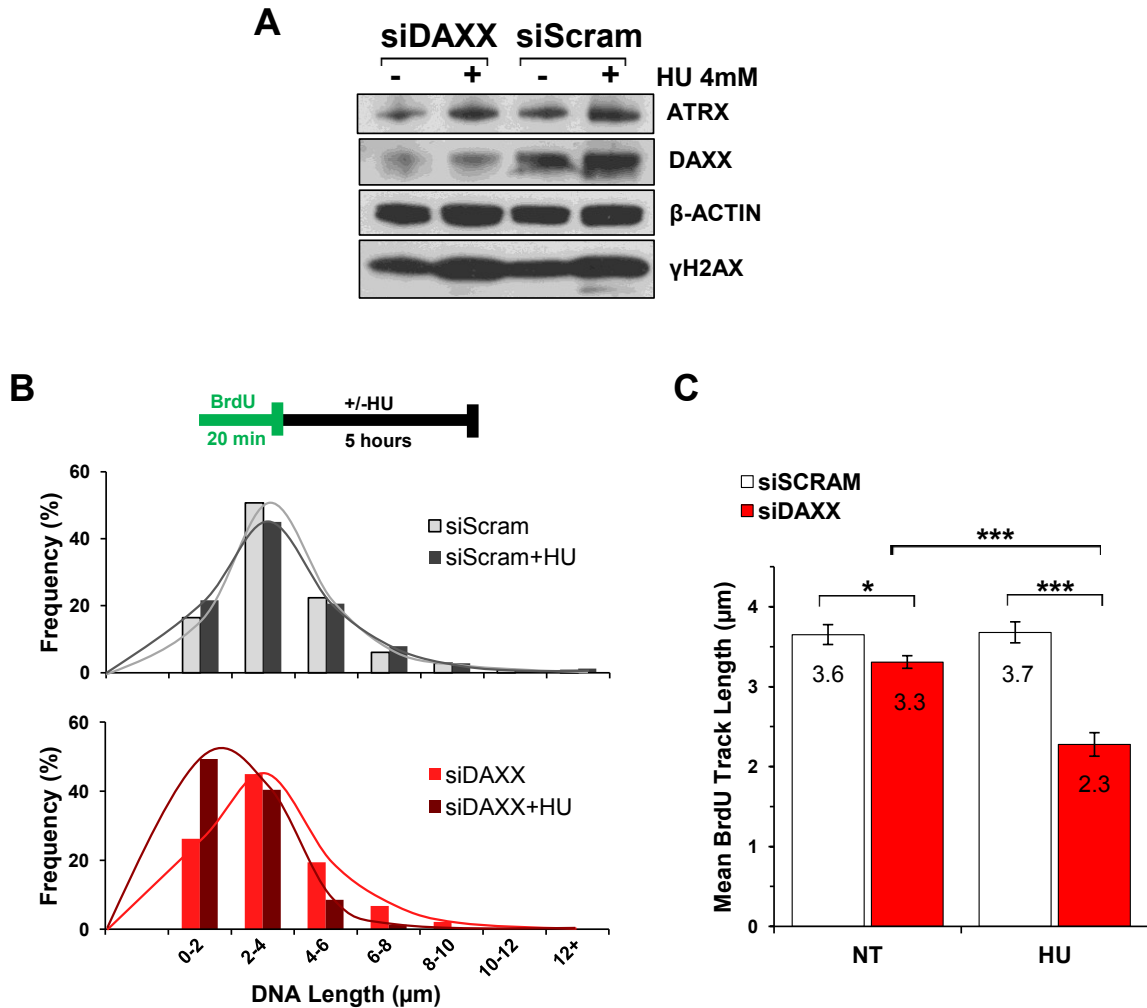 A
siDAXX siScram
- + - + HU 4mM
ATRX
DAXX
β-ACTIN
γH2AX
B
BrdU +/-HU
20 min 5 hours
60
40
20
0
Frequency (%)
siScram
siScram+HU
60
40
20
0
Frequency (%)
siDAXX
siDAXX+HU
0-2 2-4 4-6 6-8 8-10 10-12 12+
DNA Length (µm)
C
siSCRAM
siDAXX
***
* ***
4
3
2
1
0
Mean BrdU Track Length (µm)
3.6 3.3 3.7 2.3
NT HU